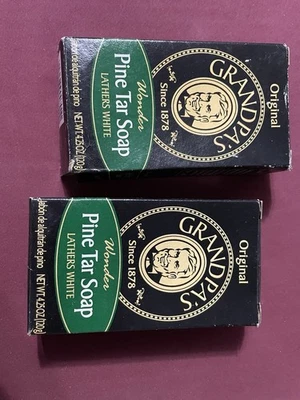 Original
GRANDPA'S
Since 1878
Wonder
Pine Tar Soap
LATHERS WHITE
Jabón de alquitrán de pino NET WT. 4.25 OZ. (120g)
Original
GRANDPA'S
Since 1878
Wonder
Pine Tar Soap
LATHERS WHITE
Jabón de alquitrán de pino NET WT. 4.25 OZ. (120g)